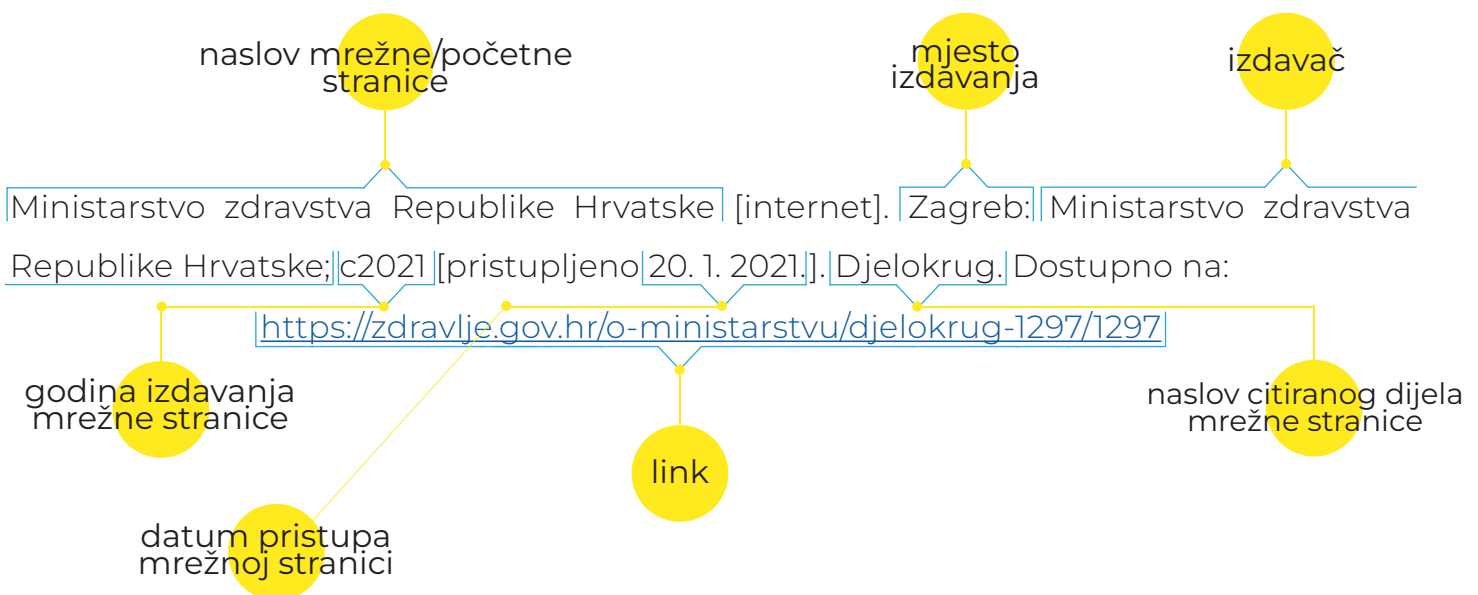 naslov mrežne/početne
stranice
mjesto
izdavanja
izdavač
Ministarstvo zdravstva Republike Hrvatske [internet]. Zagreb: Ministarstvo zdravstva
Republike Hrvatske; c2021 [pristupljeno 20. 1. 2021.]. Djelokrug. Dostupno na:
https://zdravlje.gov.hr/o-ministarstvu/djelokrug-1297/1297
godina izdavanja
mrežne stranice
naslov citiranog dijela
mrežne stranice
link
datum pristupa
mrežnoj stranici